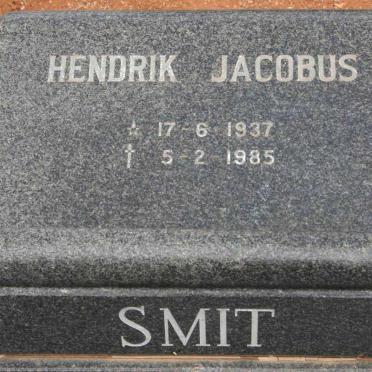 HENDRIK JACOBUS
☆ 17-6 1937
† 5-2 1985
SMIT